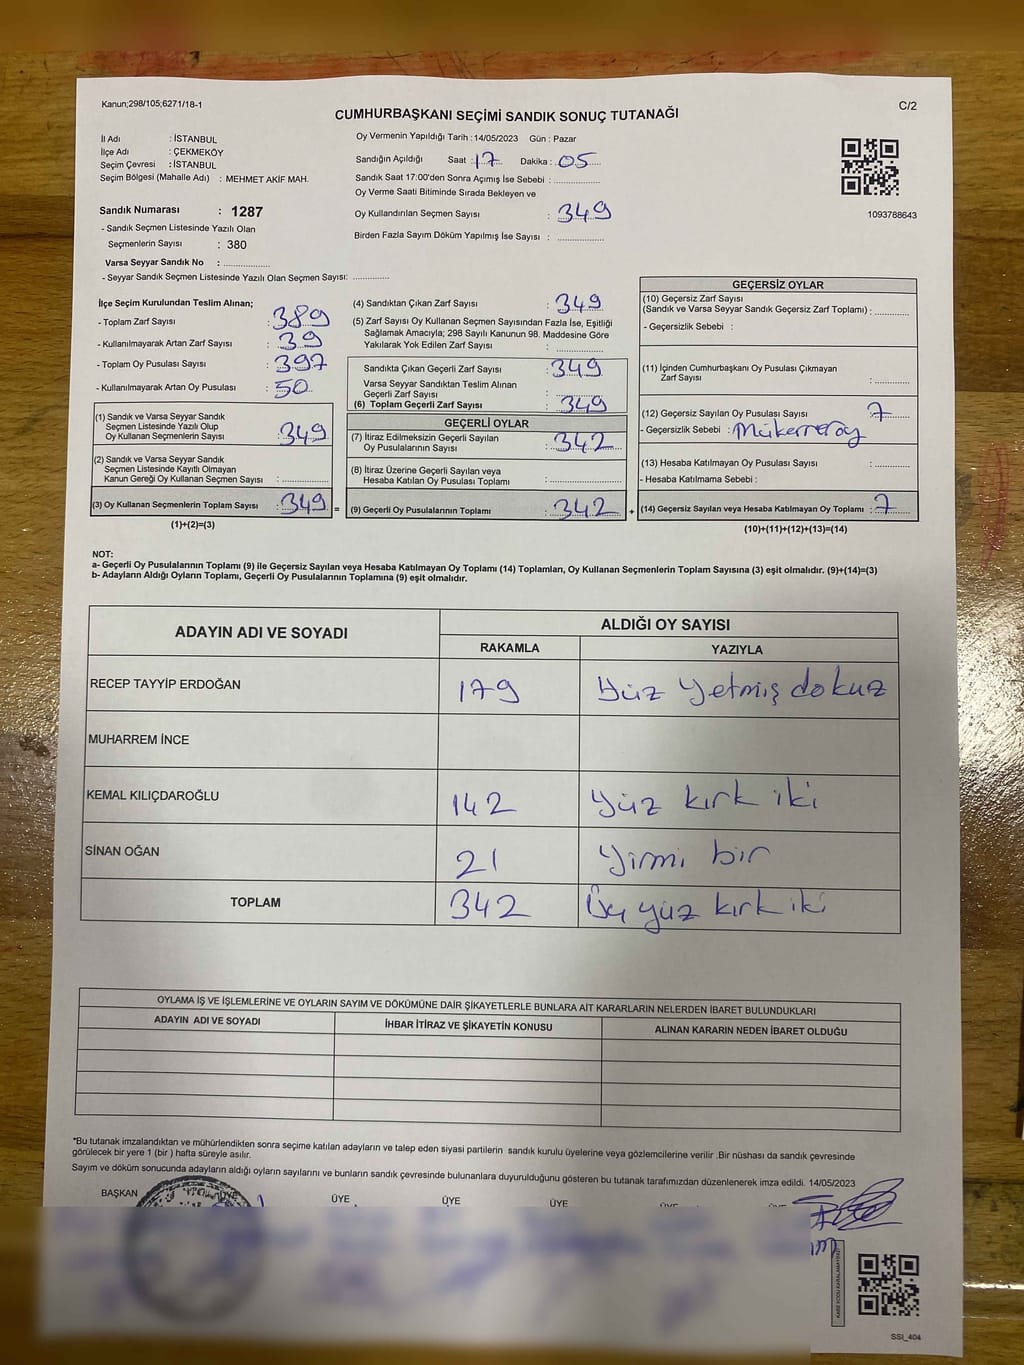 Kanun;298/105;6271/18-1
C/2
CUMHURBAŞKANI SEÇİMİ SANDIK SONUÇ TUTANAĞI
İl Adı : İSTANBUL
İlçe Adı : ÇEKMEKÖY
Seçim Çevresi : İSTANBUL
Seçim Bölgesi (Mahalle Adı) : MEHMET AKİF MAH.
Sandık Numarası : 1287
- Sandık Seçmen Listesinde Yazılı Olan
Seçmenlerin Sayısı : 380
Varsa Seyyar Sandık No : ................
- Seyyar Sandık Seçmen Listesinde Yazılı Olan Seçmen Sayısı: ............
Oy Vermenin Yapıldığı Tarih : 14/05/2023 Gün : Pazar
Sandığın Açıldığı Saat : 17 Dakika : 05
Sandık Saat 17:00'den Sonra Açılmış İse Sebebi : ................
Oy Verme Saati Bitiminde Sırada Bekleyen ve
Oy Kullandırılan Seçmen Sayısı : 349
Birden Fazla Sayım Döküm Yapılmış İse Sayısı : ................
1093788643
İlçe Seçim Kurulundan Teslim Alınan;
- Toplam Zarf Sayısı : 389
- Kullanılmayarak Artan Zarf Sayısı : 39
- Toplam Oy Pusulası Sayısı : 397
- Kullanılmayarak Artan Oy Pusulası : 50
(1) Sandık ve Varsa Seyyar Sandık
Seçmen Listesinde Yazılı Olup
Oy Kullanan Seçmenlerin Sayısı : 349
(2) Sandık ve Varsa Seyyar Sandık
Seçmen Listesinde Kayıtlı Olmayan
Kanun Gereği Oy Kullanan Seçmen Sayısı : ................
(3) Oy Kullanan Seçmenlerin Toplam Sayısı : 349 =
(1)+(2)=(3)
(4) Sandıktan Çıkan Zarf Sayısı : 349
(5) Zarf Sayısı Oy Kullanan Seçmen Sayısından Fazla İse, Eşitliği
Sağlamak Amacıyla; 298 Sayılı Kanunun 98. Maddesine Göre
Yakılarak Yok Edilen Zarf Sayısı : ................
Sandıkta Çıkan Geçerli Zarf Sayısı : 349
Varsa Seyyar Sandıktan Teslim Alınan
Geçerli Zarf Sayısı : ................
(6) Toplam Geçerli Zarf Sayısı : 349
GEÇERLİ OYLAR
(7) İtiraz Edilmeksizin Geçerli Sayılan
Oy Pusulalarının Sayısı : 342
(8) İtiraz Üzerine Geçerli Sayılan veya
Hesaba Katılan Oy Pusulası Toplamı : ................
(9) Geçerli Oy Pusulalarının Toplamı : 342 +
GEÇERSİZ OYLAR
(10) Geçersiz Zarf Sayısı
(Sandık ve Varsa Seyyar Sandık Geçersiz Zarf Toplamı) : ............
- Geçersizlik Sebebi :
(11) İçinden Cumhurbaşkanı Oy Pusulası Çıkmayan
Zarf Sayısı : ............
(12) Geçersiz Sayılan Oy Pusulası Sayısı : 7
- Geçersizlik Sebebi : Mükerreroy
(13) Hesaba Katılmayan Oy Pusulası Sayısı : ............
- Hesaba Katılmama Sebebi :
(14) Geçersiz Sayılan veya Hesaba Katılmayan Oy Toplamı : 7
(10)+(11)+(12)+(13)=(14)
NOT:
a- Geçerli Oy Pusulalarının Toplamı (9) ile Geçersiz Sayılan veya Hesaba Katılmayan Oy Toplamı (14) Toplamları, Oy Kullanan Seçmenlerin Toplam Sayısına (3) eşit olmalıdır. (9)+(14)=(3)
b- Adayların Aldığı Oyların Toplamı, Geçerli Oy Pusulalarının Toplamına (9) eşit olmalıdır.
ADAYIN ADI VE SOYADI
ALDIĞI OY SAYISI
RAKAMLA YAZIYLA
RECEP TAYYİP ERDOĞAN 179 Yüz Yetmiş dokuz
MUHARREM İNCE
KEMAL KILIÇDAROĞLU 142 Yüz kırk iki
SİNAN OĞAN 21 Yirmi bir
TOPLAM 342 Üç yüz kırk iki
OYLAMA İŞ VE İŞLEMLERİNE VE OYLARIN SAYIM VE DÖKÜMÜNE DAİR ŞİKAYETLERLE BUNLARA AİT KARARLARIN NELERDEN İBARET BULUNDUKLARI
ADAYIN ADI VE SOYADI İHBAR İTİRAZ VE ŞİKAYETİN KONUSU ALINAN KARARIN NEDEN İBARET OLDUĞU
*Bu tutanak imzalandıktan ve mühürlendikten sonra seçime katılan adayların ve talep eden siyasi partilerin sandık kurulu üyelerine veya gözlemcilerine verilir .Bir nüshası da sandık çevresinde
görülecek bir yere 1 (bir ) hafta süreyle asılır.
Sayım ve döküm sonucunda adayların aldığı oyların sayılarını ve bunların sandık çevresinde bulunanlara duyurulduğunu gösteren bu tutanak tarafımızdan düzenlenerek imza edildi. 14/05/2023
BAŞKAN ÜYE ÜYE ÜYE ÜYE
SSI_404